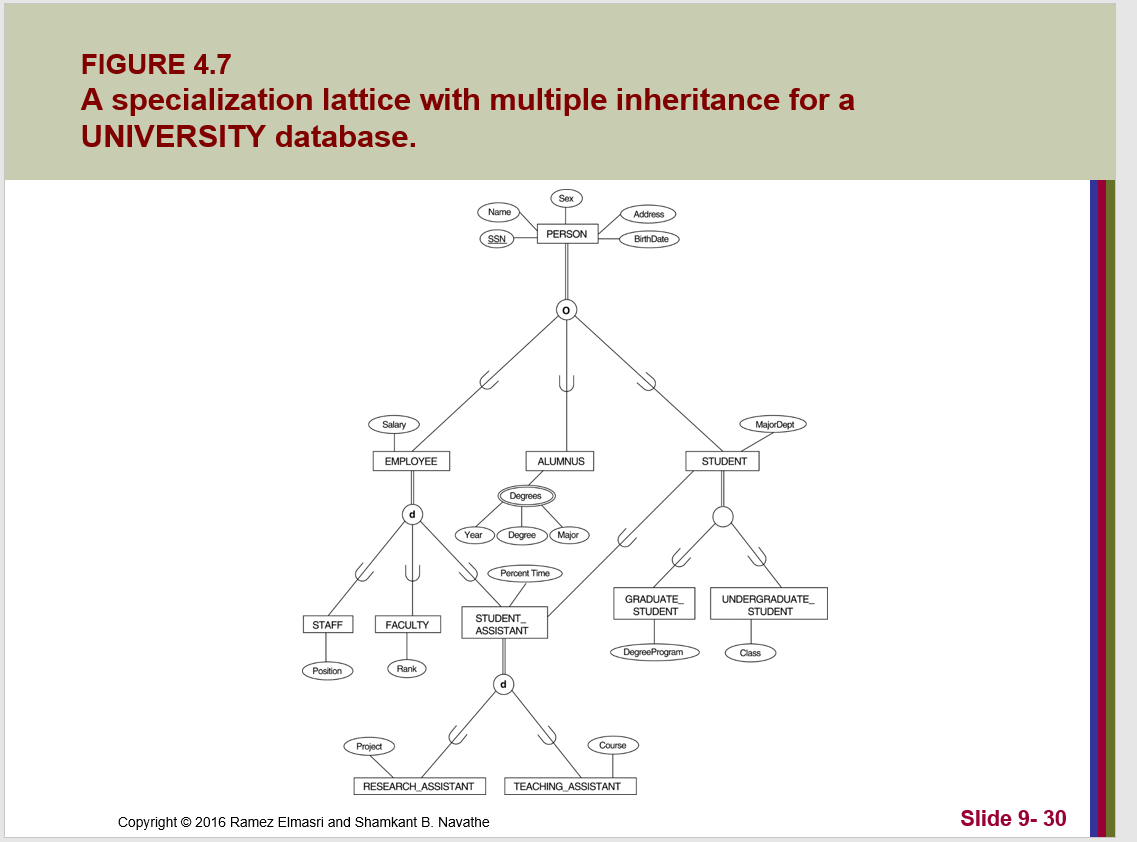 FIGURE 4.7
A specialization lattice with multiple inheritance for a
UNIVERSITY database.
Sex
Name
Address
SSN
PERSON
BirthDate
O
Salary
MajorDept
EMPLOYEE
ALUMNUS
STUDENT
Degrees
d
Year
Degree
Major
Percent Time
GRADUATE_
STUDENT
UNDERGRADUATE_
STUDENT
STAFF
FACULTY
STUDENT_
ASSISTANT
DegreeProgram
Class
Position
Rank
d
Project
Course
RESEARCH_ASSISTANT
TEACHING_ASSISTANT
Copyright © 2016 Ramez Elmasri and Shamkant B. Navathe
Slide 9- 30